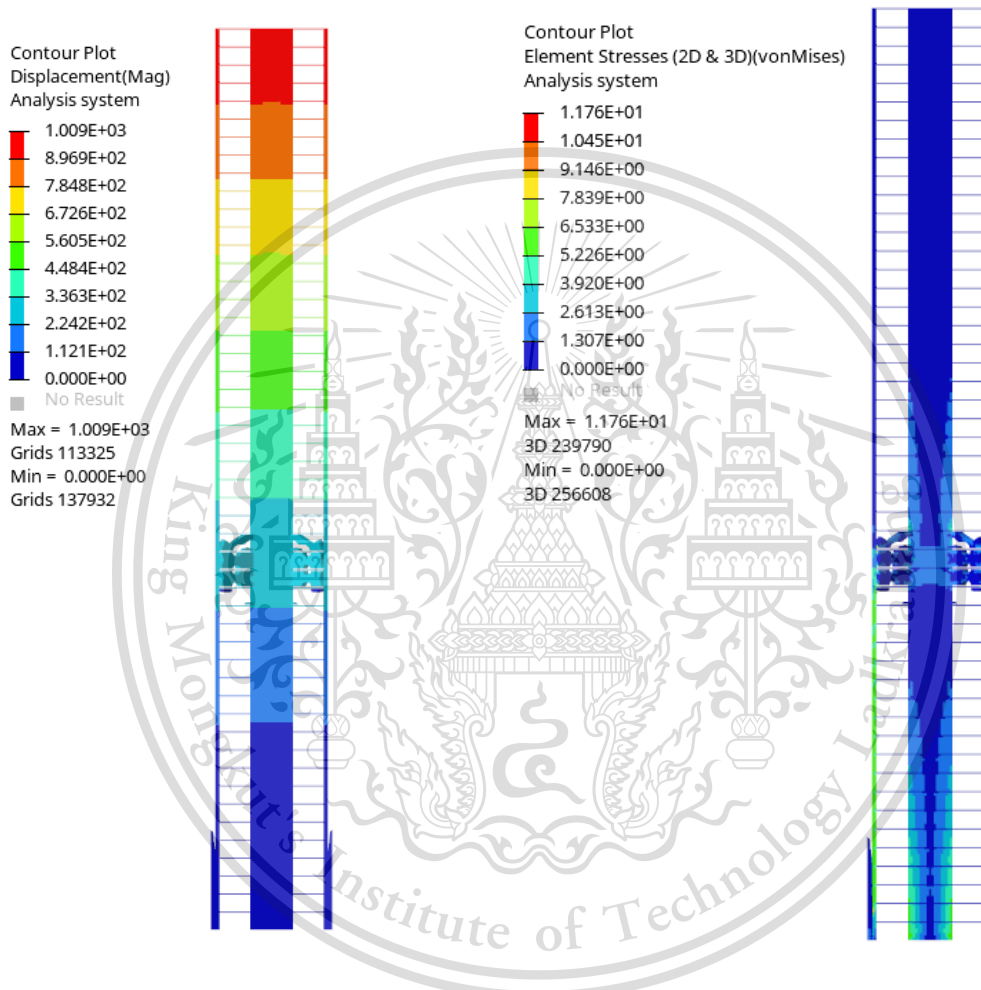 Contour Plot
Displacement(Mag)
Analysis system
1.009E+03
8.969E+02
7.848E+02
6.726E+02
5.605E+02
4.484E+02
3.363E+02
2.242E+02
1.121E+02
0.000E+00
No Result
Max = 1.009E+03
Grids 113325
Min = 0.000E+00
Grids 137932
Contour Plot
Element Stresses (2D & 3D)(vonMises)
Analysis system
1.176E+01
1.045E+01
9.146E+00
7.839E+00
6.533E+00
5.226E+00
3.920E+00
2.613E+00
1.307E+00
0.000E+00
No Result
Max = 1.176E+01
3D 239790
Min = 0.000E+00
3D 256608
King Mongkut's Institute of Technology Ladkrabang